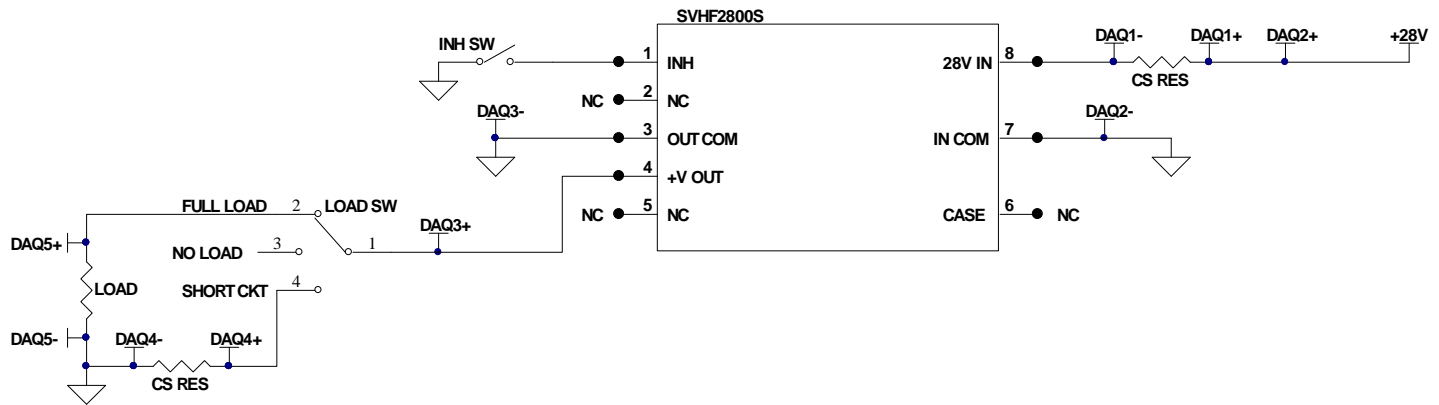 SVHF2800S
INH SW
1
INH
NC
2
NC
DAQ3-
3
OUT COM
4
+V OUT
NC
5
NC
28V IN
8
DAQ1-
DAQ1+
DAQ2+
+28V
CS RES
IN COM
7
DAQ2-
CASE
6
NC
FULL LOAD
2
LOAD SW
DAQ3+
DAQ5+
NO LOAD
3
1
LOAD
SHORT CKT
4
DAQ5-
DAQ4-
DAQ4+
CS RES